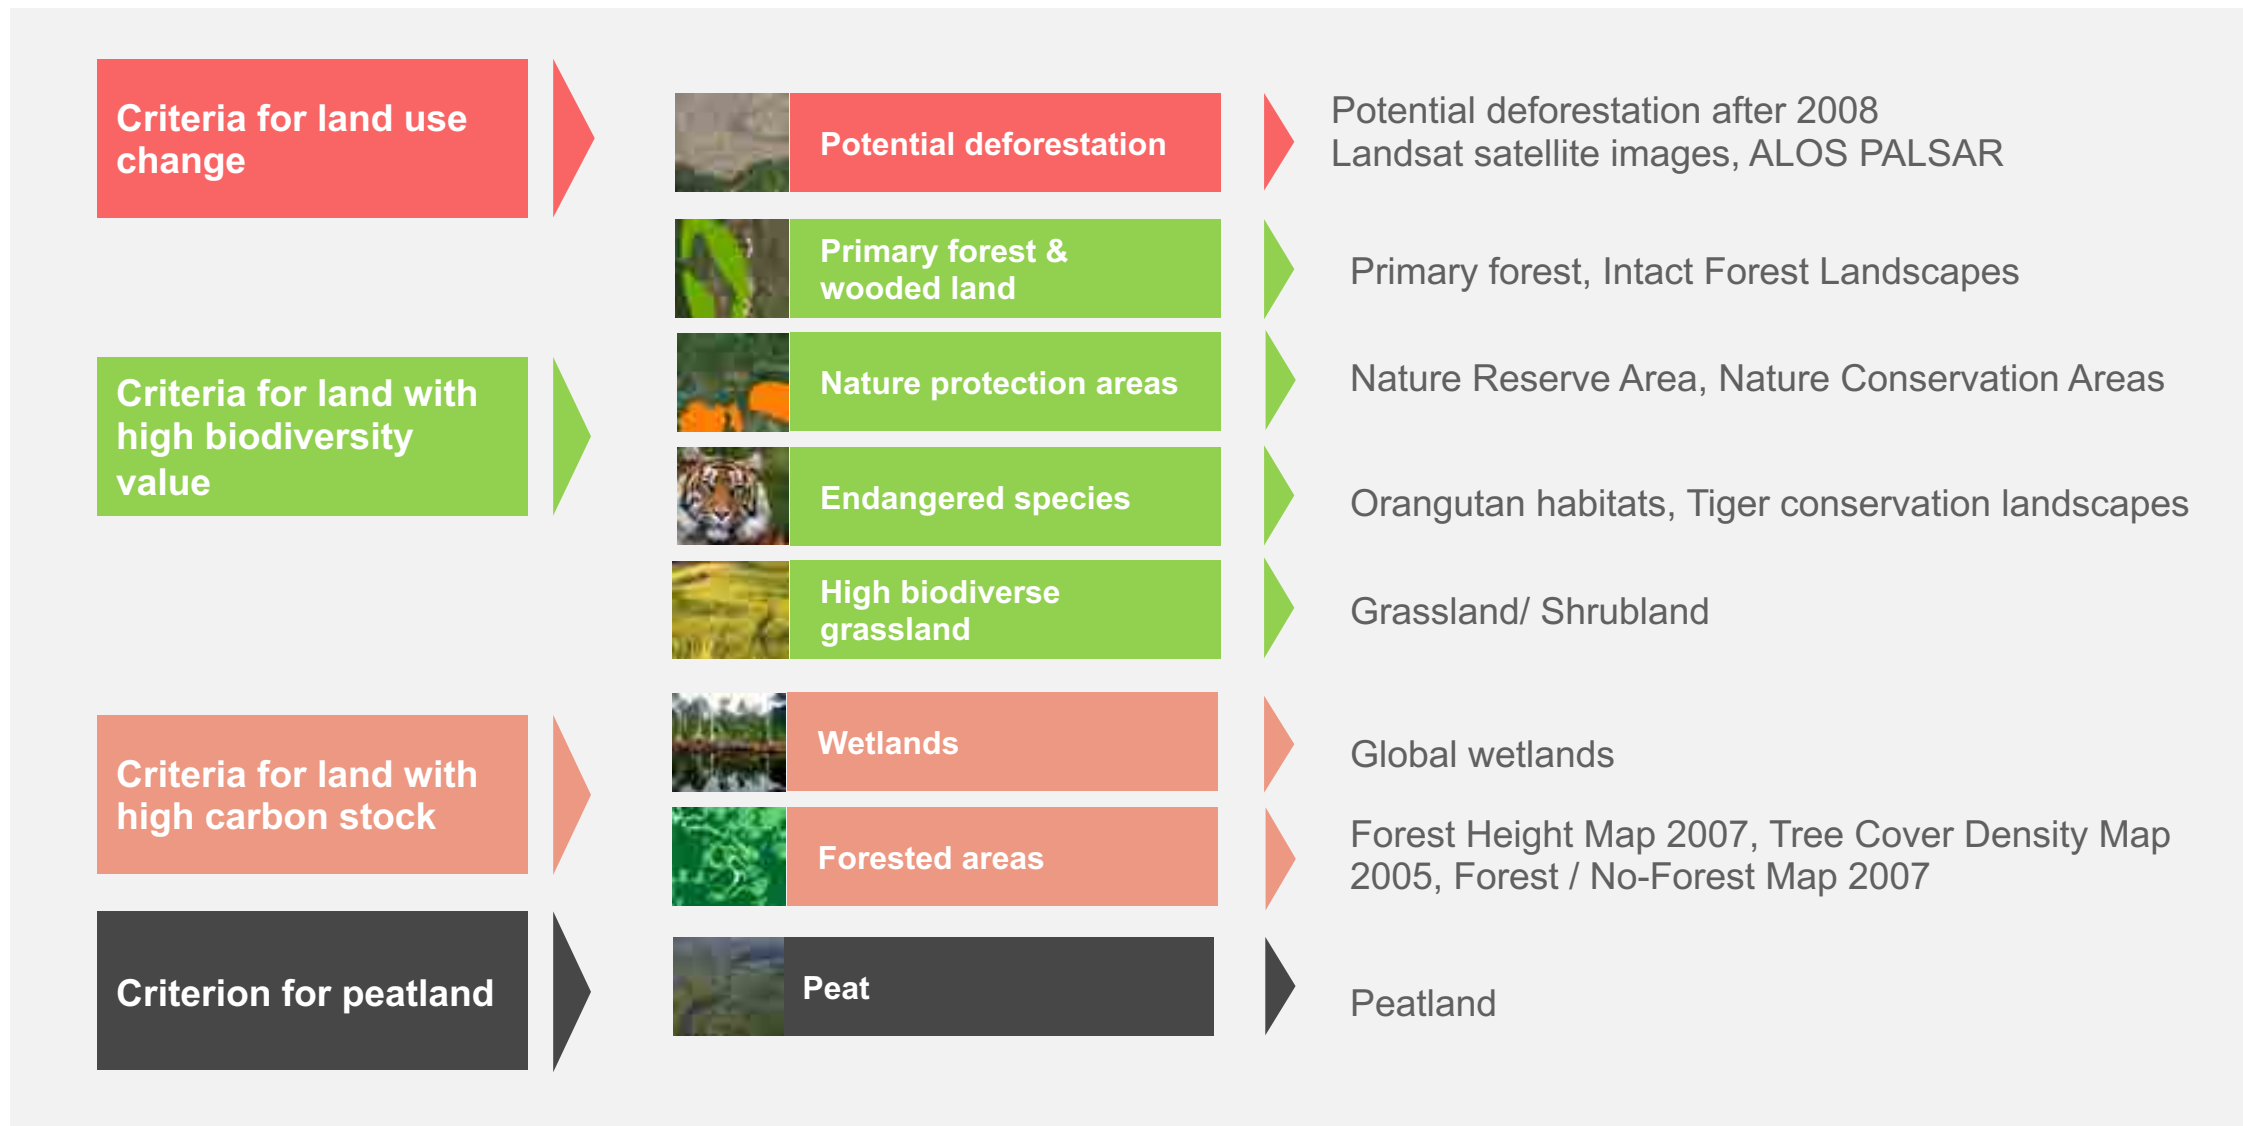 Criteria for land use
change
Potential deforestation
Potential deforestation after 2008
Landsat satellite images, ALOS PALSAR
Criteria for land with
high biodiversity
value
Primary forest &
wooded land
Primary forest, Intact Forest Landscapes
Nature protection areas
Nature Reserve Area, Nature Conservation Areas
Endangered species
Orangutan habitats, Tiger conservation landscapes
High biodiverse
grassland
Grassland/ Shrubland
Criteria for land with
high carbon stock
Wetlands
Global wetlands
Forested areas
Forest Height Map 2007, Tree Cover Density Map
2005, Forest / No-Forest Map 2007
Criterion for peatland
Peat
Peatland